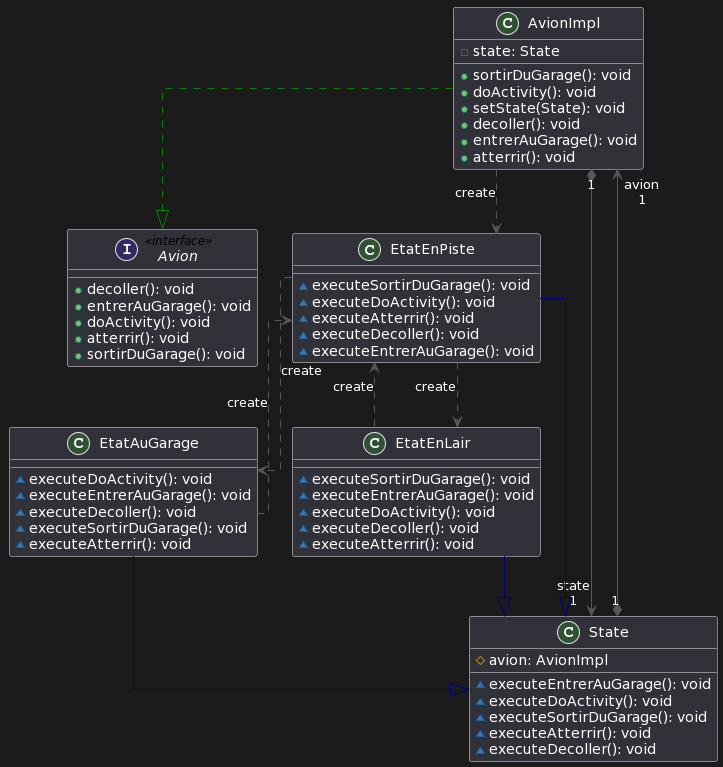 C AvionImpl
state: State
sortirDuGarage(): void
doActivity(): void
setState(State): void
decoller(): void
entrerAuGarage(): void
atterrir(): void
create
1
avion
1
I «interface»
Avion
decoller(): void
entrerAuGarage(): void
doActivity(): void
atterrir(): void
sortirDuGarage(): void
C EtatEnPiste
executeSortirDuGarage(): void
executeDoActivity(): void
executeAtterrir(): void
executeDecoller(): void
executeEntrerAuGarage(): void
create
create
create
create
C EtatAuGarage
executeDoActivity(): void
executeEntrerAuGarage(): void
executeDecoller(): void
executeSortirDuGarage(): void
executeAtterrir(): void
C EtatEnLair
executeSortirDuGarage(): void
executeEntrerAuGarage(): void
executeDoActivity(): void
executeDecoller(): void
executeAtterrir(): void
state
1
1
C State
avion: AvionImpl
executeEntrerAuGarage(): void
executeDoActivity(): void
executeSortirDuGarage(): void
executeAtterrir(): void
executeDecoller(): void